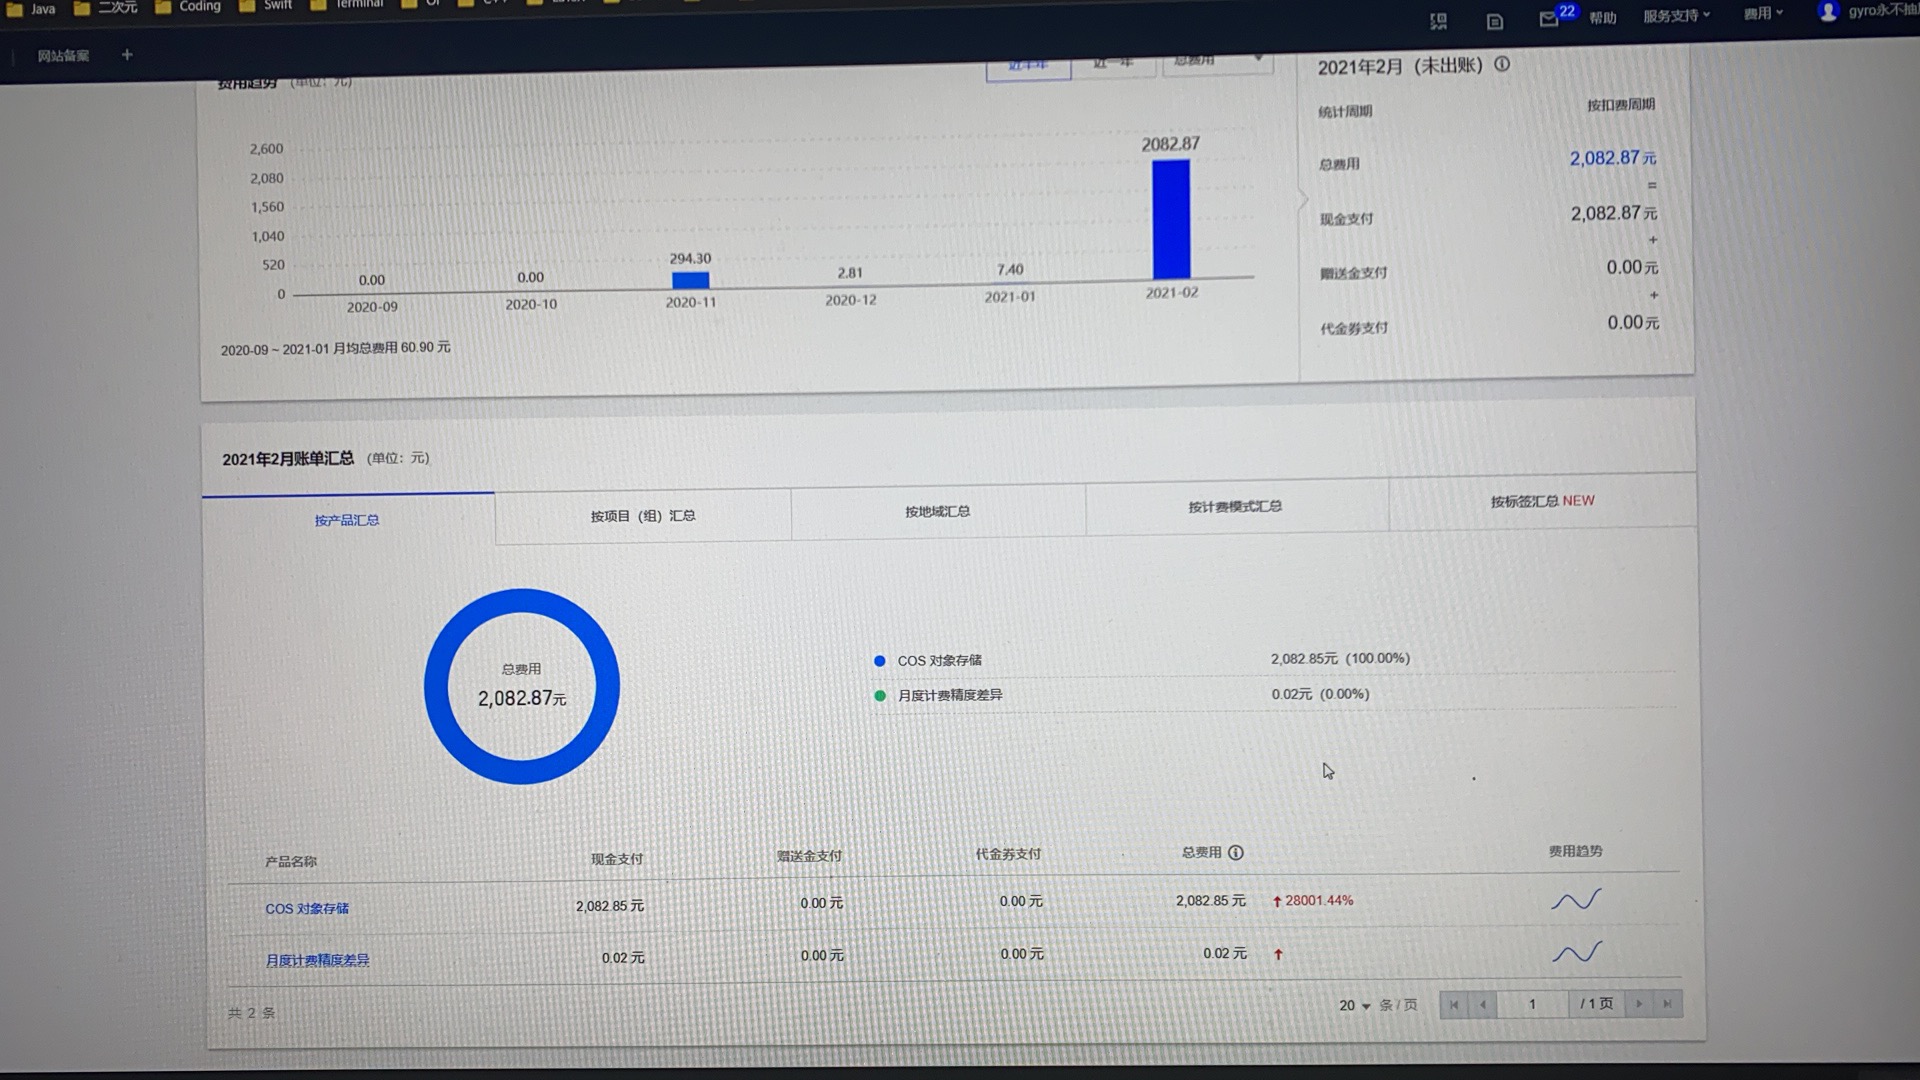 Java 二次元 Coding Swift Terminal
22 帮助 服务支持 费用 gyro永不抽
网站备案 +
费用趋势 (单位: 元)
近半年 近一年 总费用
2,600
2,080
1,560
1,040
520
0
0.00
0.00
294.30
2.81
7.40
2082.87
2020-09
2020-10
2020-11
2020-12
2021-01
2021-02
2020-09 ~ 2021-01 月均总费用 60.90 元
2021年2月 (未出账)
统计周期 按扣费周期
总费用 2,082.87元
=
现金支付 2,082.87元
+
赠送金支付 0.00元
+
代金券支付 0.00元
2021年2月账单汇总 (单位: 元)
按产品汇总 按项目 (组) 汇总 按地域汇总 按计费模式汇总 按标签汇总 NEW
总费用
2,082.87元
COS 对象存储 2,082.85元 (100.00%)
月度计费精度差异 0.02元 (0.00%)
产品名称 现金支付 赠送金支付 代金券支付 总费用 费用趋势
COS 对象存储 2,082.85 元 0.00 元 0.00 元 2,082.85 元 ↑ 28001.44%
月度计费精度差异 0.02 元 0.00 元 0.00 元 0.02 元 ↑
共 2 条 20 条 / 页 1 / 1 页